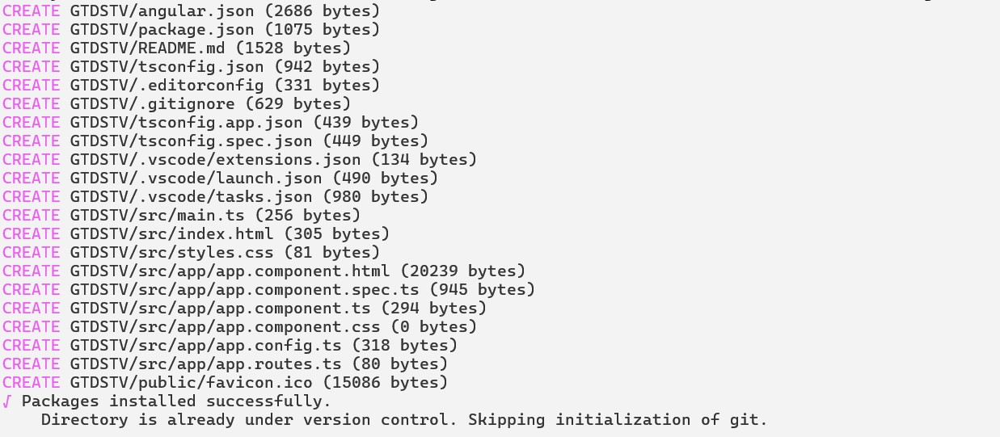 CREATE GTDSTV/angular.json (2686 bytes)
CREATE GTDSTV/package.json (1075 bytes)
CREATE GTDSTV/README.md (1528 bytes)
CREATE GTDSTV/tsconfig.json (942 bytes)
CREATE GTDSTV/.editorconfig (331 bytes)
CREATE GTDSTV/.gitignore (629 bytes)
CREATE GTDSTV/tsconfig.app.json (439 bytes)
CREATE GTDSTV/tsconfig.spec.json (449 bytes)
CREATE GTDSTV/.vscode/extensions.json (134 bytes)
CREATE GTDSTV/.vscode/launch.json (490 bytes)
CREATE GTDSTV/.vscode/tasks.json (980 bytes)
CREATE GTDSTV/src/main.ts (256 bytes)
CREATE GTDSTV/src/index.html (305 bytes)
CREATE GTDSTV/src/styles.css (81 bytes)
CREATE GTDSTV/src/app/app.component.html (20239 bytes)
CREATE GTDSTV/src/app/app.component.spec.ts (945 bytes)
CREATE GTDSTV/src/app/app.component.ts (294 bytes)
CREATE GTDSTV/src/app/app.component.css (0 bytes)
CREATE GTDSTV/src/app/app.config.ts (318 bytes)
CREATE GTDSTV/src/app/app.routes.ts (80 bytes)
CREATE GTDSTV/public/favicon.ico (15086 bytes)
√ Packages installed successfully.
Directory is already under version control. Skipping initialization of git.